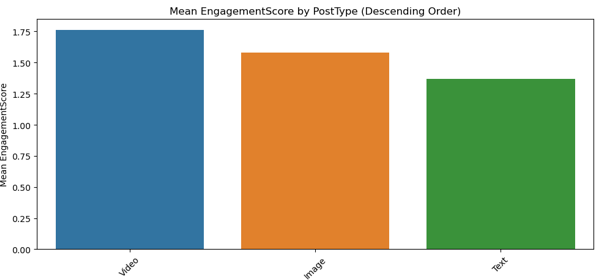 Mean EngagementScore by PostType (Descending Order)
Mean EngagementScore
1.75
1.50
1.25
1.00
0.75
0.50
0.25
0.00
Video
Image
Text